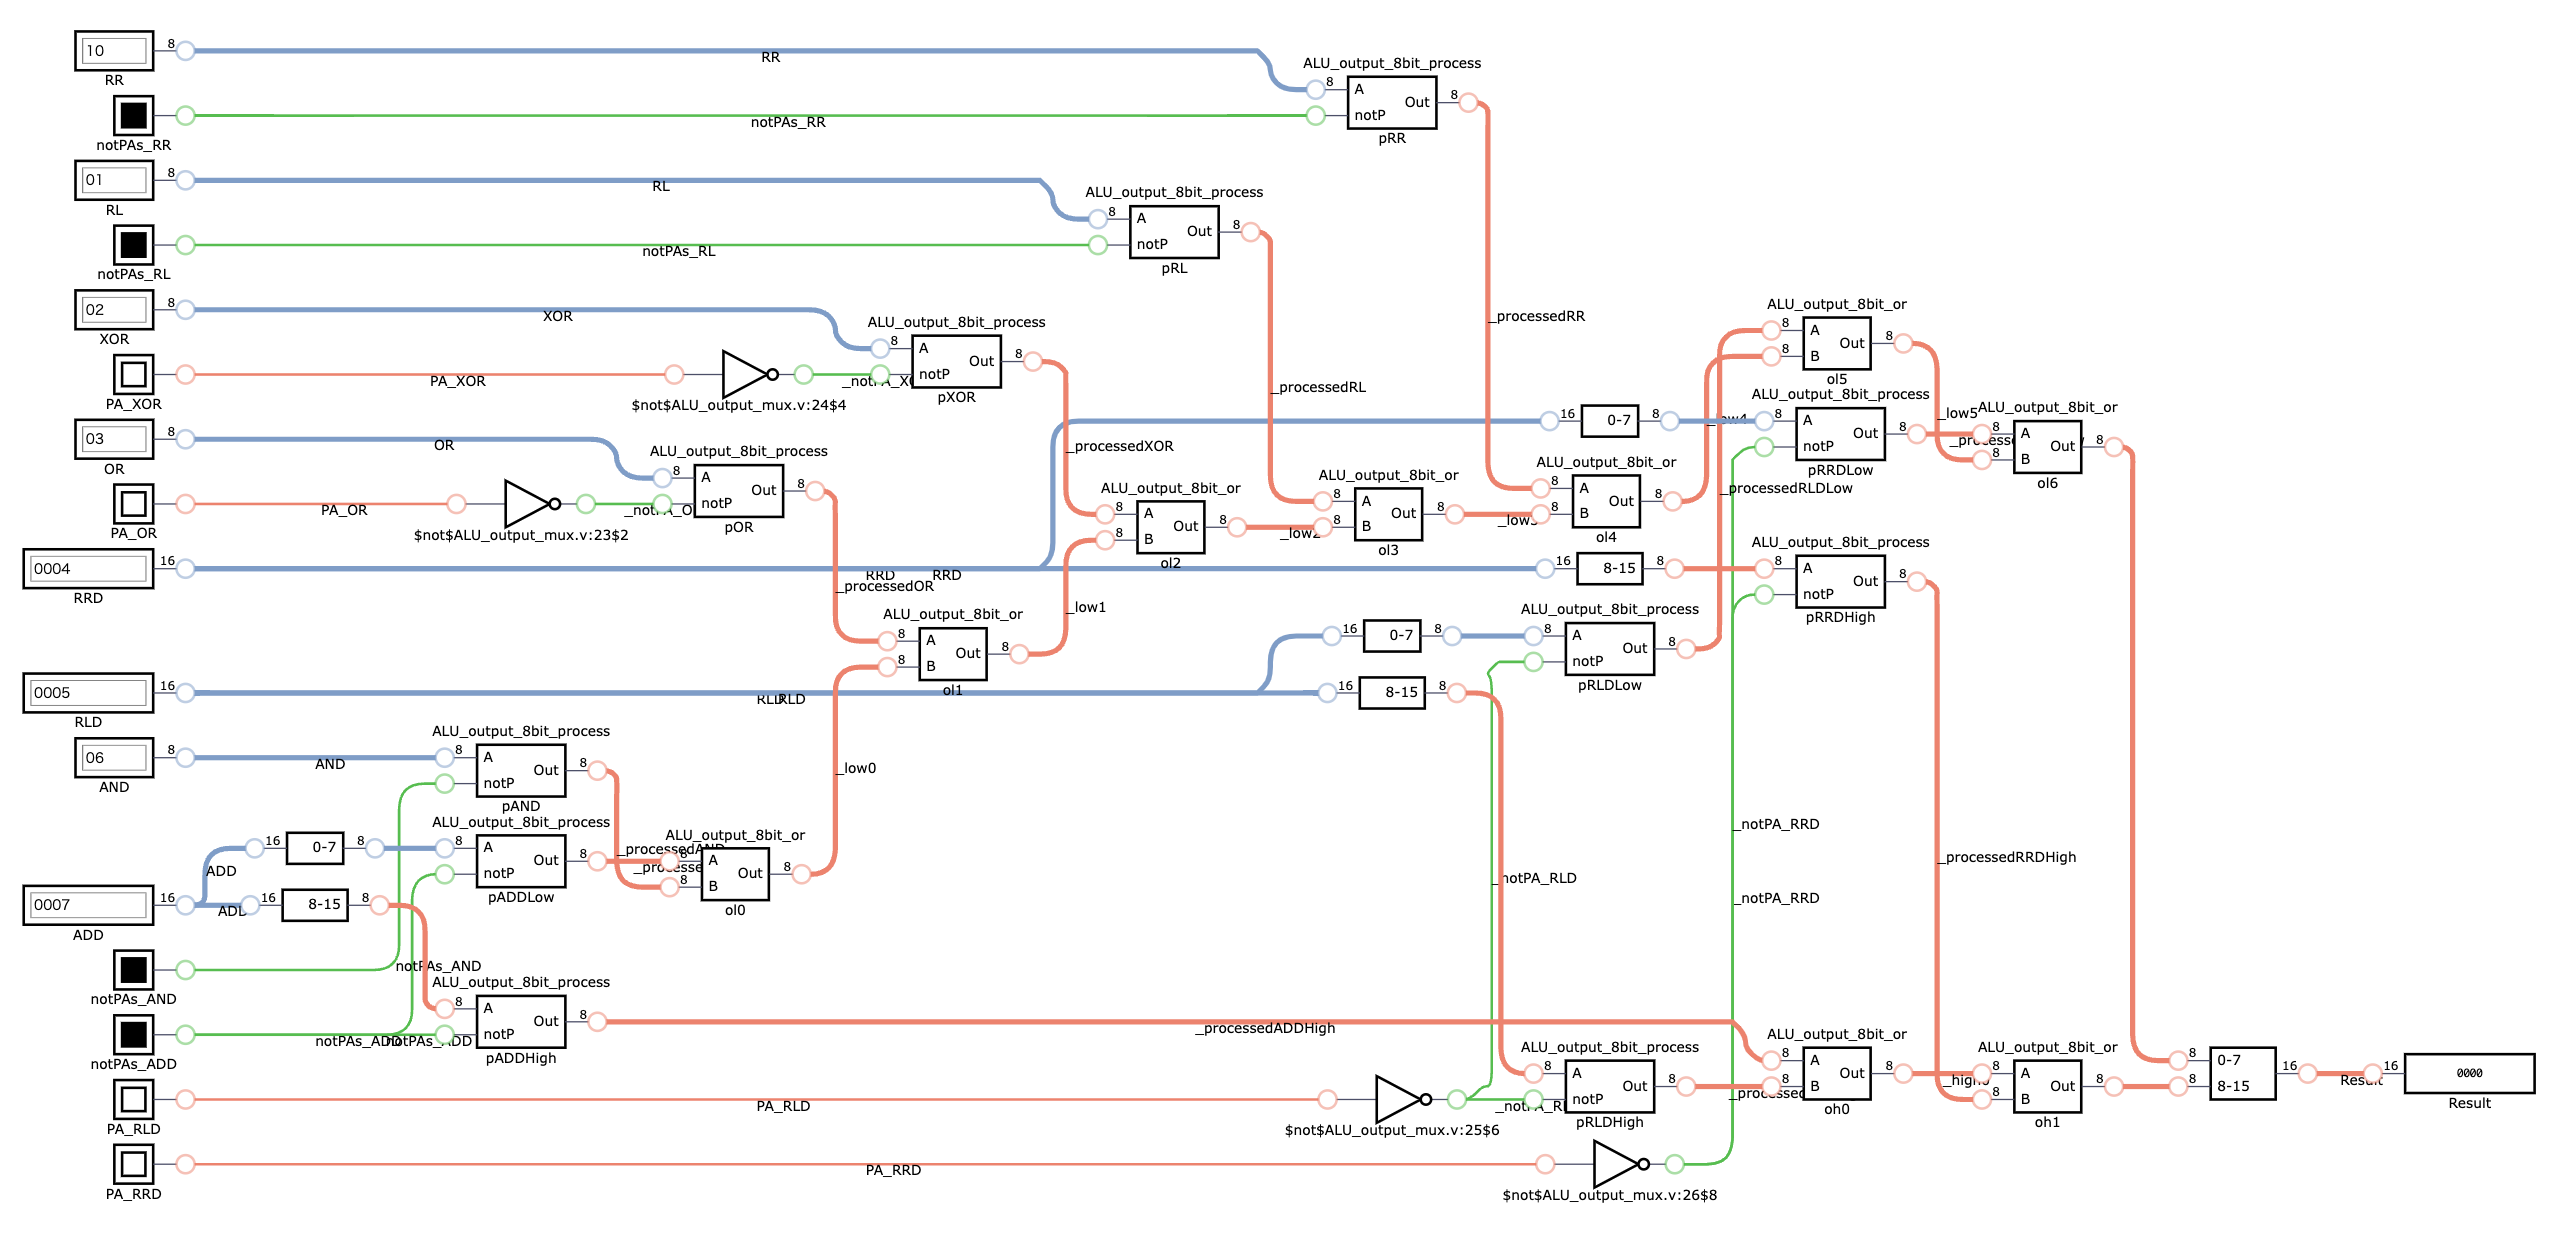 10
8
RR
RR
notPAs_RR
notPAs_RR
ALU_output_8bit_process
8
A
notP
Out
8
pRR
01
8
RL
RL
notPAs_RL
notPAs_RL
ALU_output_8bit_process
8
A
notP
Out
8
pRL
02
8
XOR
XOR
PA_XOR
PA_XOR
$not$ALU_output_mux.v:24$4
ALU_output_8bit_process
8
A
notP
Out
8
pXOR
03
8
OR
OR
PA_OR
PA_OR
$not$ALU_output_mux.v:23$2
ALU_output_8bit_process
8
A
notP
Out
8
pOR
0004
16
RRD
RRD
RRD
_processedOR
_processedXOR
_processedRL
_processedRR
ALU_output_8bit_or
8
A
8
B
Out
8
ol2
_low2
ALU_output_8bit_or
8
A
8
B
Out
8
ol3
_low3
ALU_output_8bit_or
8
A
8
B
Out
8
ol4
16
0-7
8
_low4
16
8-15
8
ALU_output_8bit_or
8
A
8
B
Out
8
ol5
ALU_output_8bit_process
8
A
notP
Out
8
pRRDLow
_low5
ALU_output_8bit_or
8
A
8
B
Out
8
ol6
_processedRLDLow
ALU_output_8bit_process
8
A
notP
Out
8
pRRDHigh
ALU_output_8bit_or
8
A
8
B
Out
8
ol1
_low1
0005
16
RLD
RLD
RLD
16
0-7
8
16
8-15
8
ALU_output_8bit_process
8
A
notP
Out
8
pRLDLow
06
8
AND
AND
ALU_output_8bit_process
8
A
notP
Out
8
pAND
_low0
ALU_output_8bit_process
8
A
notP
Out
8
pADDLow
_processedAND
ALU_output_8bit_or
8
A
8
B
Out
8
ol0
16
0-7
8
ADD
0007
16
ADD
ADD
16
8-15
8
_notPA_RRD
_notPA_RLD
_notPA_RRD
_processedRRDHigh
notPAs_AND
notPAs_AND
ALU_output_8bit_process
8
A
notP
Out
8
pADDHigh
notPAs_ADD
notPAs_ADD
notPAs_ADD
_processedADDHigh
PA_RLD
PA_RLD
$not$ALU_output_mux.v:25$6
ALU_output_8bit_process
8
A
notP
Out
8
pRLDHigh
ALU_output_8bit_or
8
A
8
B
Out
8
oh0
ALU_output_8bit_or
8
A
8
B
Out
8
oh1
8
0-7
8
8-15
16
Result
16
0000
Result
PA_RRD
PA_RRD
$not$ALU_output_mux.v:26$8